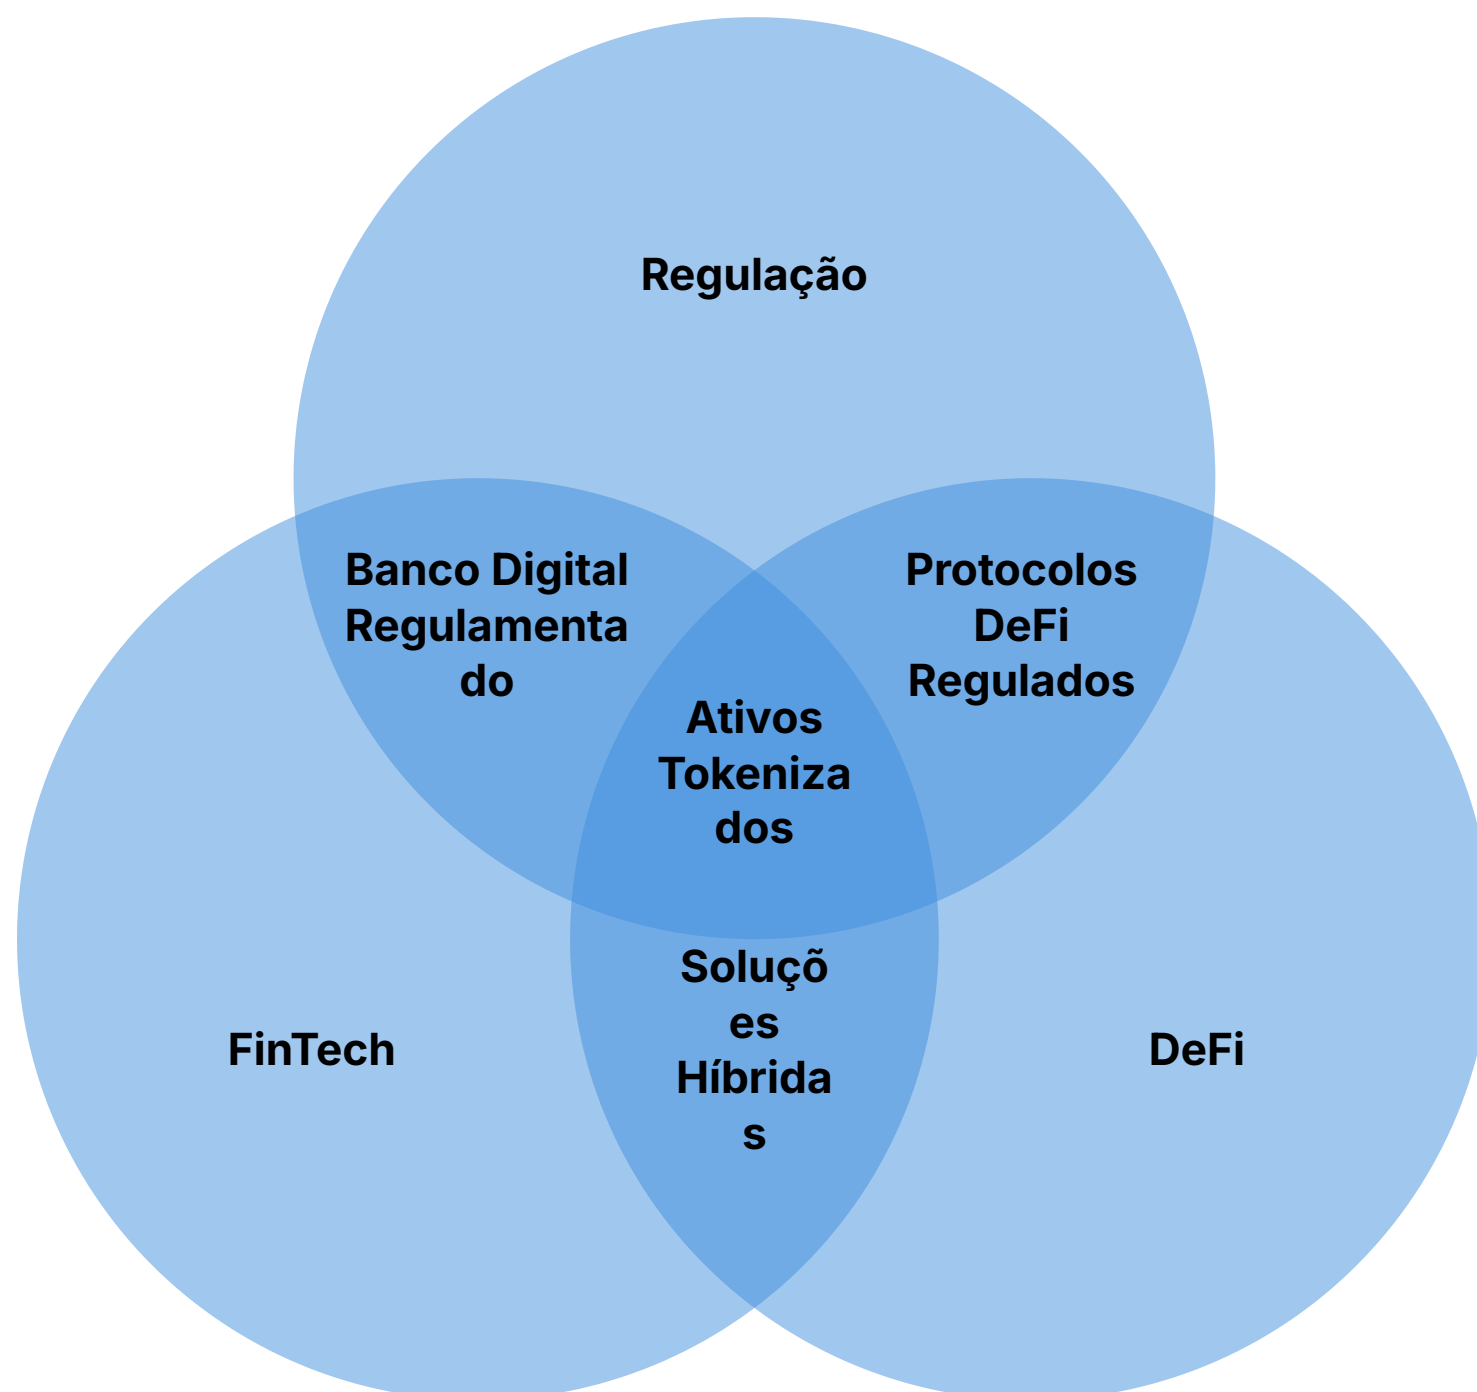 Regulação
Banco Digital
Regulamenta
do
Protocolos
DeFi
Regulados
Ativos
Tokeniza
dos
Soluçõ
es
Híbrida
s
FinTech
DeFi